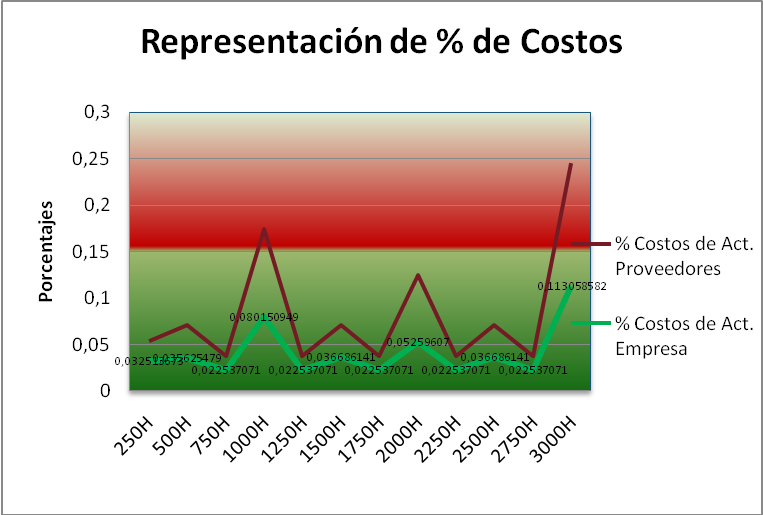 Representación de % de Costos
0,3
0,25
0,2
0,15
0,1
0,05
0
Porcentajes
0,035625479
0,022537071
0,080150949
0,022537071
0,036686141
0,022537071
0,05259607
0,022537071
0,036686141
0,022537071
0,113058582
250H
500H
750H
1000H
1250H
1500H
1750H
2000H
2250H
2500H
2750H
3000H
% Costos de Act.
Proveedores
% Costos de Act.
Empresa